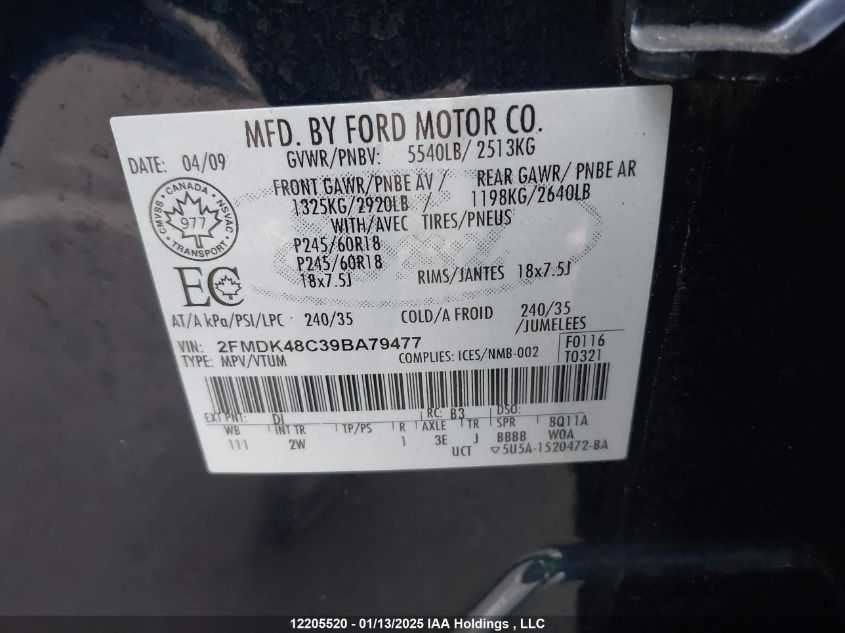 MFD. BY FORD MOTOR CO.
DATE: 04/09
GVWR/PNBV: 5540LB/ 2513KG
FRONT GAWR/PNBE AV / REAR GAWR/ PNBE AR
1325KG/2920LB / 1198KG/2640LB
WITH/AVEC TIRES/PNEUS
P245/60R18
P245/60R18
18x7.5J RIMS/JANTES 18x7.5J
CMVSS · CANADA · NSVAC
977
TRANSPORT
EC
AT/A kPa/PSI/LPC 240/35 COLD/A FROID 240/35
/JUMELEES
VIN: 2FMDK48C39BA79477 F0116
TYPE: MPV/VTUM COMPLIES: ICES/NMB-002 T0321
EXT PNT: DI RC: B3 DSO:
WB INT TR TP/PS R AXLE TR SPR 8Q11A
111 2W 1 3E J BBBB W0A
UCT ▽5U5A-1520472-BA
12205520 - 01/13/2025 IAA Holdings , LLC